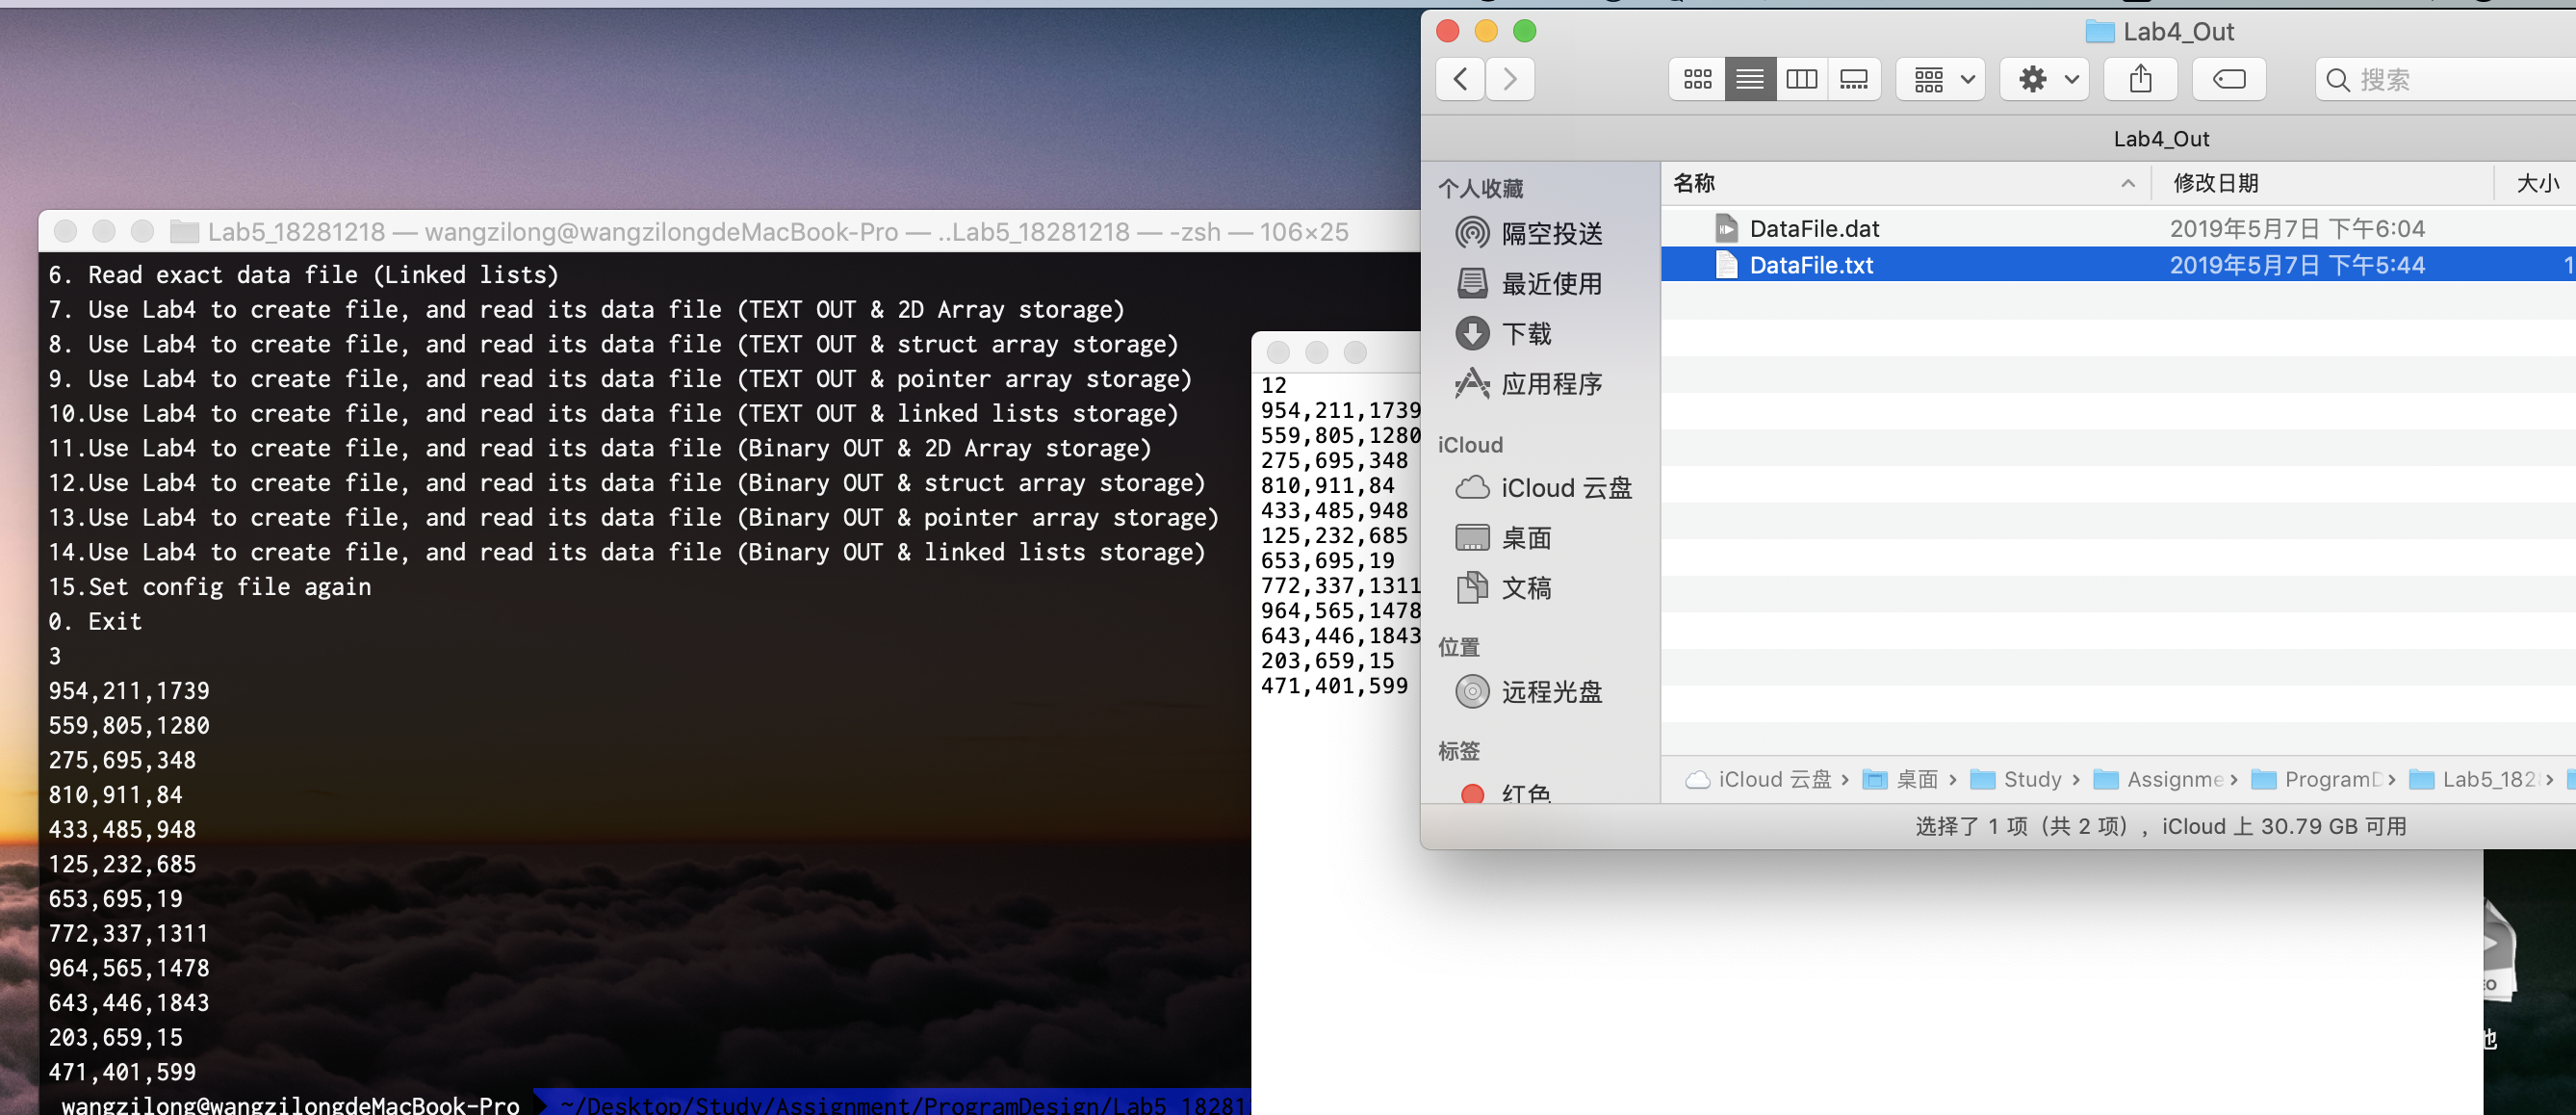 Lab5_18281218 — wangzilong@wangzilongdeMacBook-Pro — ..Lab5_18281218 — -zsh — 106×25
6. Read exact data file (Linked lists)
7. Use Lab4 to create file, and read its data file (TEXT OUT & 2D Array storage)
8. Use Lab4 to create file, and read its data file (TEXT OUT & struct array storage)
9. Use Lab4 to create file, and read its data file (TEXT OUT & pointer array storage)
10.Use Lab4 to create file, and read its data file (TEXT OUT & linked lists storage)
11.Use Lab4 to create file, and read its data file (Binary OUT & 2D Array storage)
12.Use Lab4 to create file, and read its data file (Binary OUT & struct array storage)
13.Use Lab4 to create file, and read its data file (Binary OUT & pointer array storage)
14.Use Lab4 to create file, and read its data file (Binary OUT & linked lists storage)
15.Set config file again
0. Exit
3
954,211,1739
559,805,1280
275,695,348
810,911,84
433,485,948
125,232,685
653,695,19
772,337,1311
964,565,1478
643,446,1843
203,659,15
471,401,599
wangzilong@wangzilongdeMacBook-Pro ~/Desktop/Study/Assignment/ProgramDesign/Lab5_18281
12
954,211,1739
559,805,1280
275,695,348
810,911,84
433,485,948
125,232,685
653,695,19
772,337,1311
964,565,1478
643,446,1843
203,659,15
471,401,599
Lab4_Out
搜索
Lab4_Out
个人收藏
隔空投送
最近使用
下载
应用程序
iCloud
iCloud 云盘
桌面
文稿
位置
远程光盘
标签
红色
名称 修改日期 大小
DataFile.dat 2019年5月7日 下午6:04
DataFile.txt 2019年5月7日 下午5:44 1
iCloud 云盘 › 桌面 › Study › Assignme › ProgramD › Lab5_182 ›
选择了 1 项（共 2 项）, iCloud 上 30.79 GB 可用